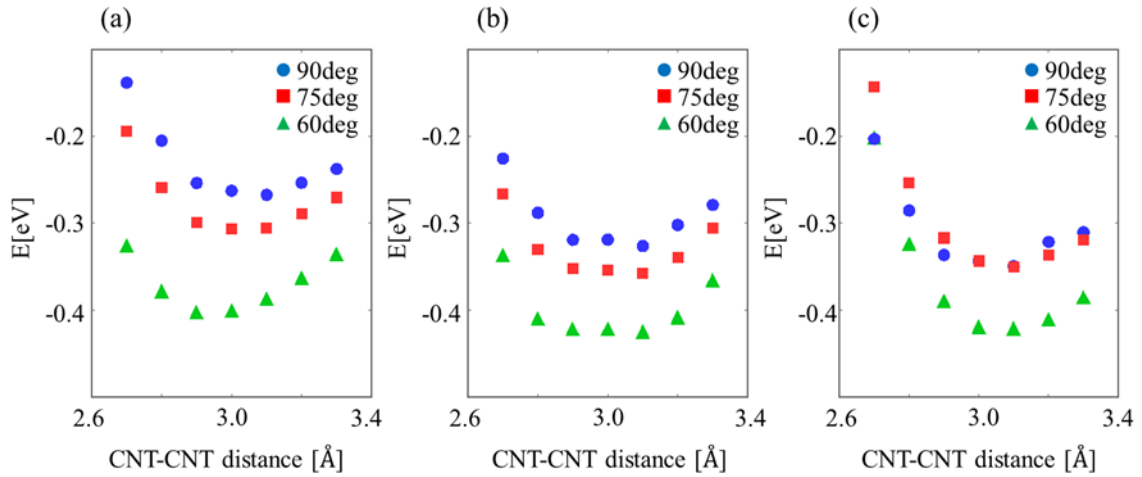 (a)
90deg
75deg
60deg
-0.2
-0.3
-0.4
E[eV]
2.6
3.0
3.4
CNT-CNT distance [Å]
(b)
90deg
75deg
60deg
-0.2
-0.3
-0.4
E[eV]
2.6
3.0
3.4
CNT-CNT distance [Å]
(c)
90deg
75deg
60deg
-0.2
-0.3
-0.4
E[eV]
2.6
3.0
3.4
CNT-CNT distance [Å]